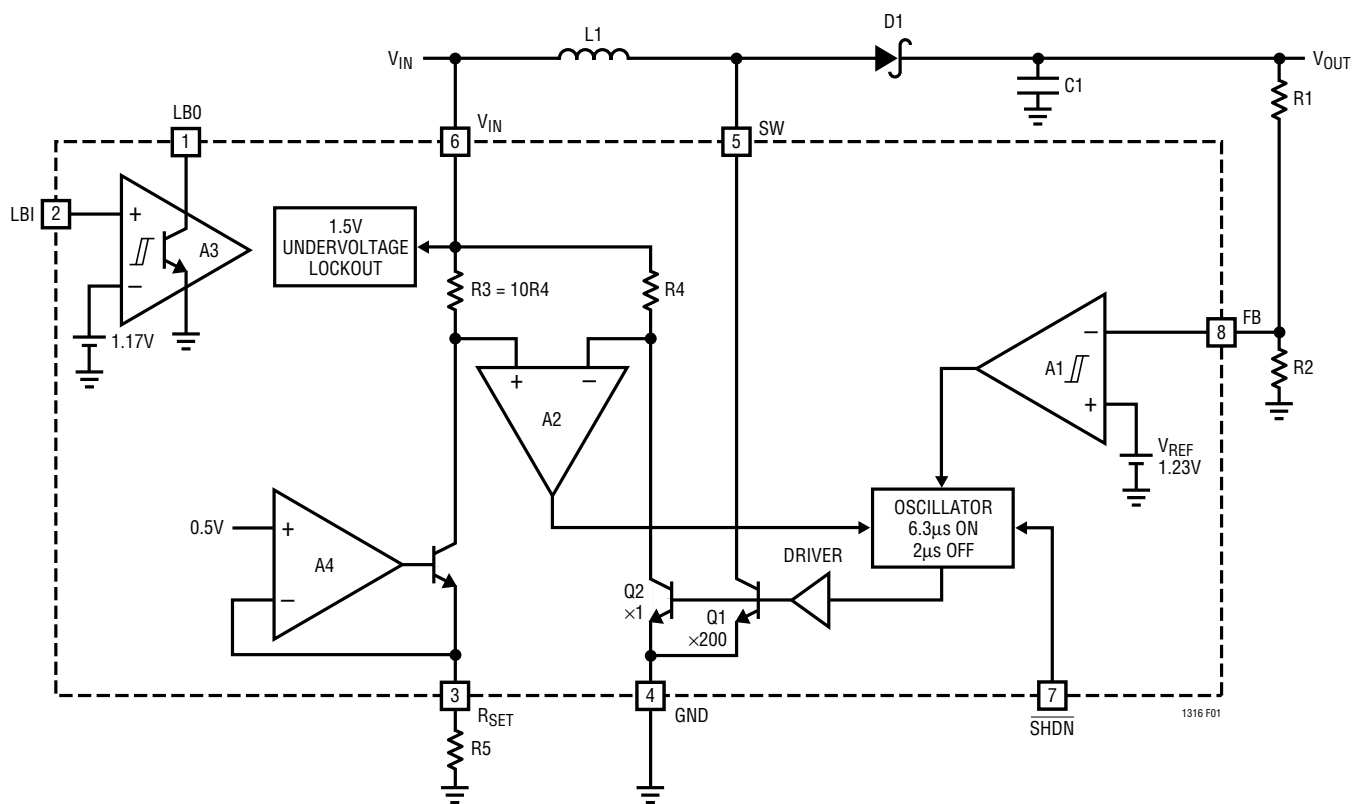 L1
D1
VIN
VOUT
C1
R1
LB0
1
VIN
6
5
SW
LBI
2
+
A3
−
1.17V
1.5V
UNDERVOLTAGE
LOCKOUT
R3 = 10R4
R4
+
−
A2
8
FB
−
A1
+
R2
VREF
1.23V
0.5V
+
A4
−
OSCILLATOR
6.3µs ON
2µs OFF
DRIVER
Q2
×1
Q1
×200
3
RSET
4
GND
7
SHDN
1316 F01
R5